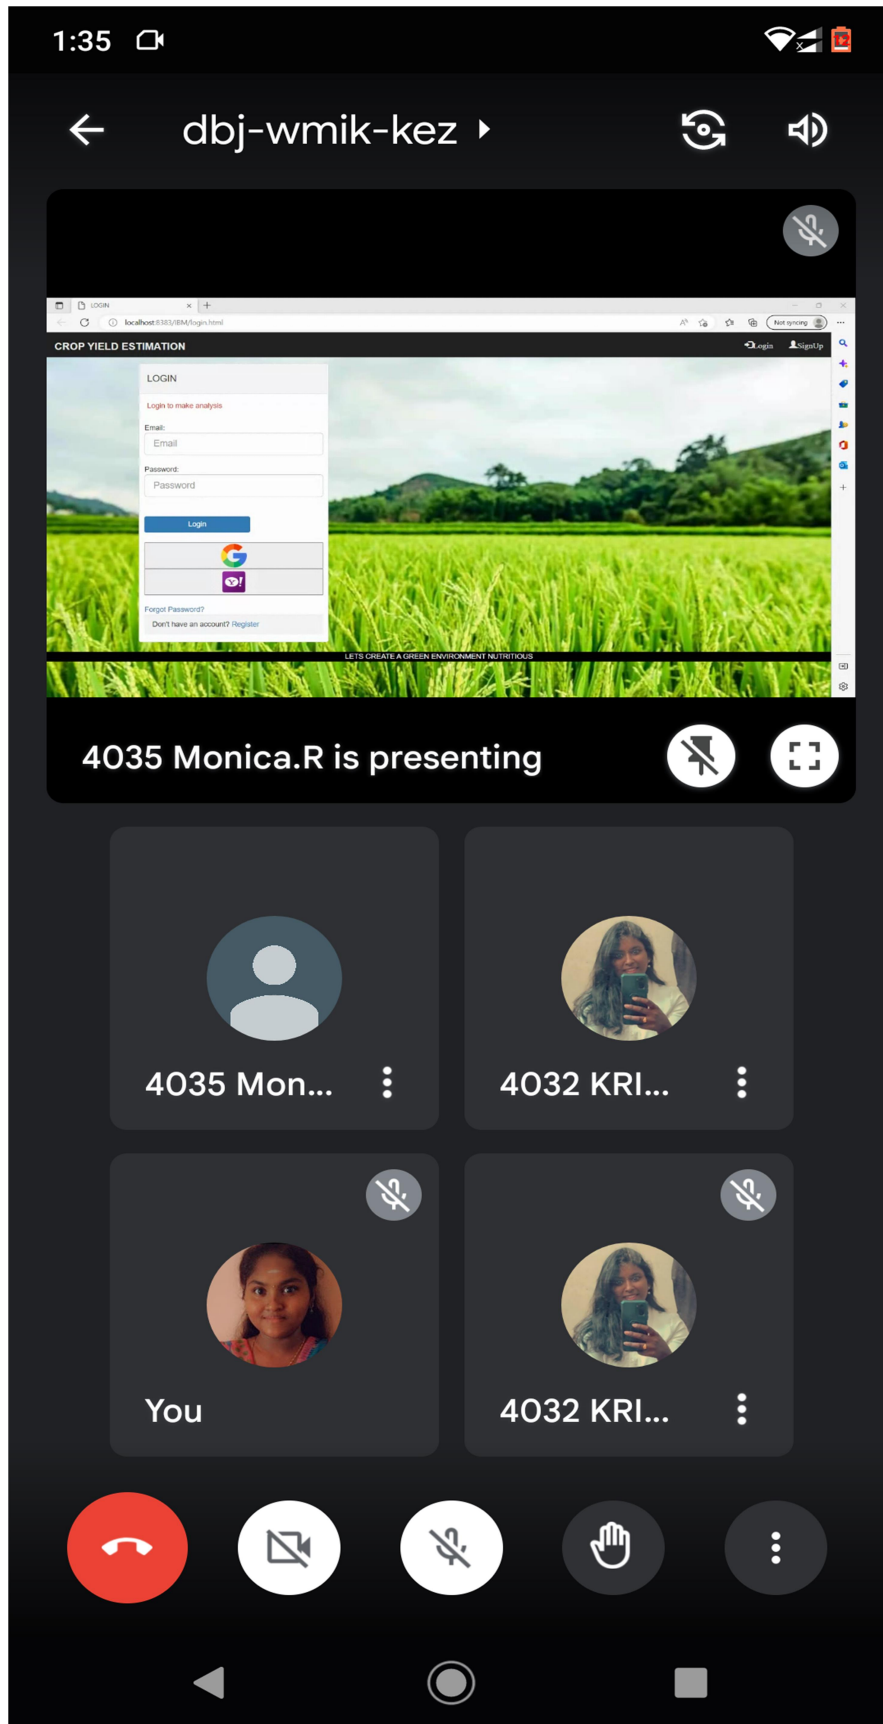 1:35
12
dbj-wmik-kez
LOGIN
localhost:8383/IBM/login.html
Not syncing
CROP YIELD ESTIMATION
Login
SignUp
LOGIN
Login to make analysis
Email:
Email
Password:
Password
Login
Forgot Password?
Don't have an account? Register
LETS CREATE A GREEN ENVIRONMENT NUTRITIOUS
4035 Monica.R is presenting
4035 Mon...
4032 KRI...
You
4032 KRI...